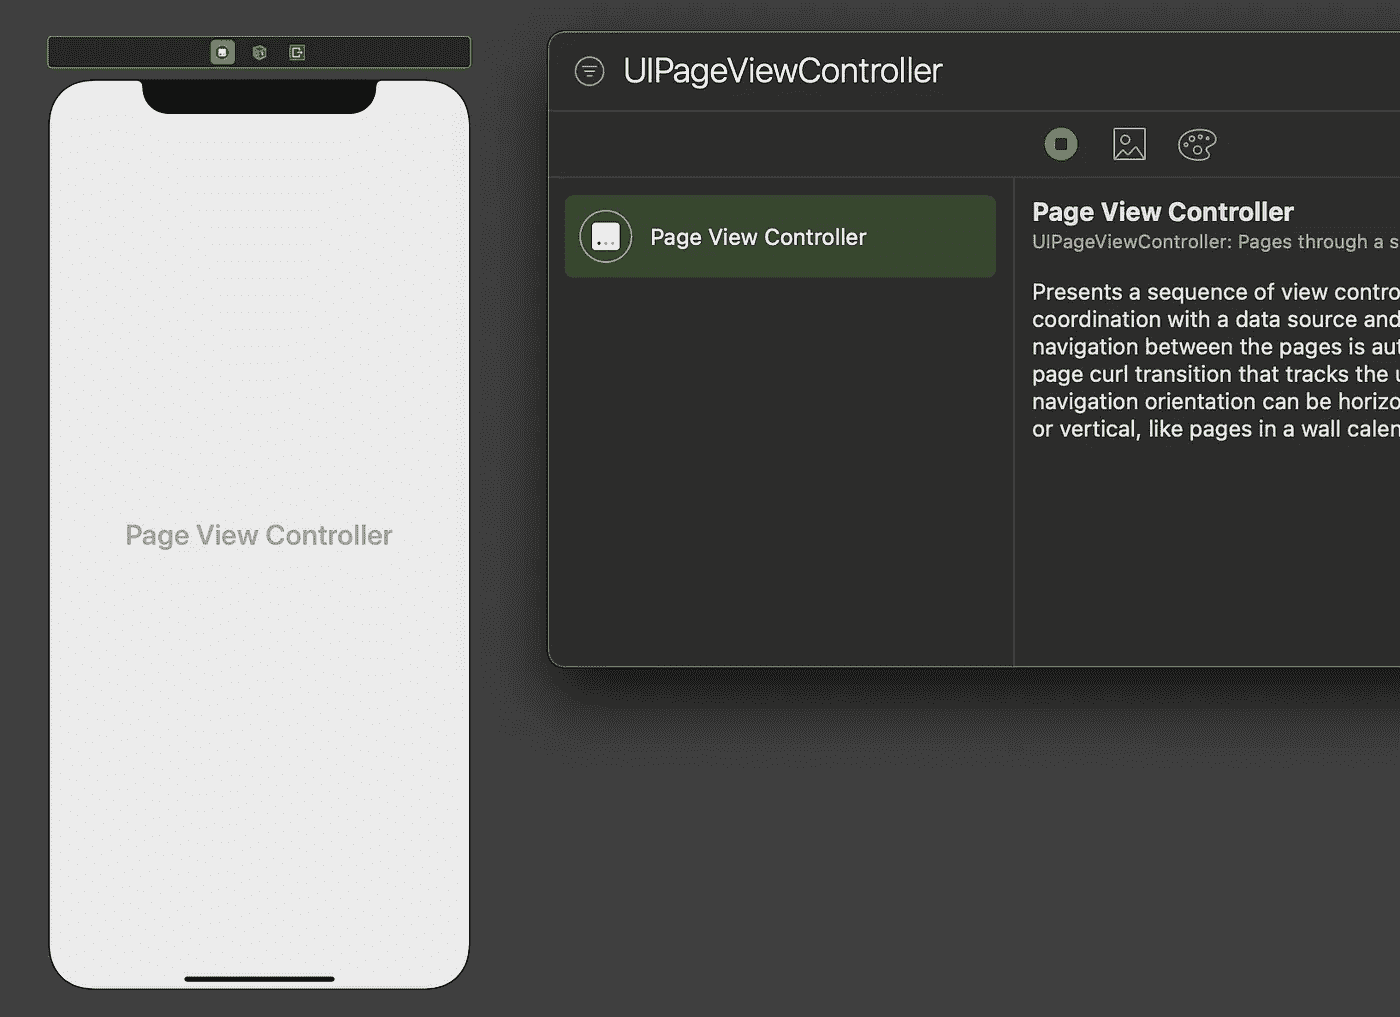 UIPageViewController
Page View Controller
Page View Controller
UIPageViewController: Pages through a s
Presents a sequence of view contro
coordination with a data source and
navigation between the pages is aut
page curl transition that tracks the u
navigation orientation can be horizo
or vertical, like pages in a wall calen
Page View Controller